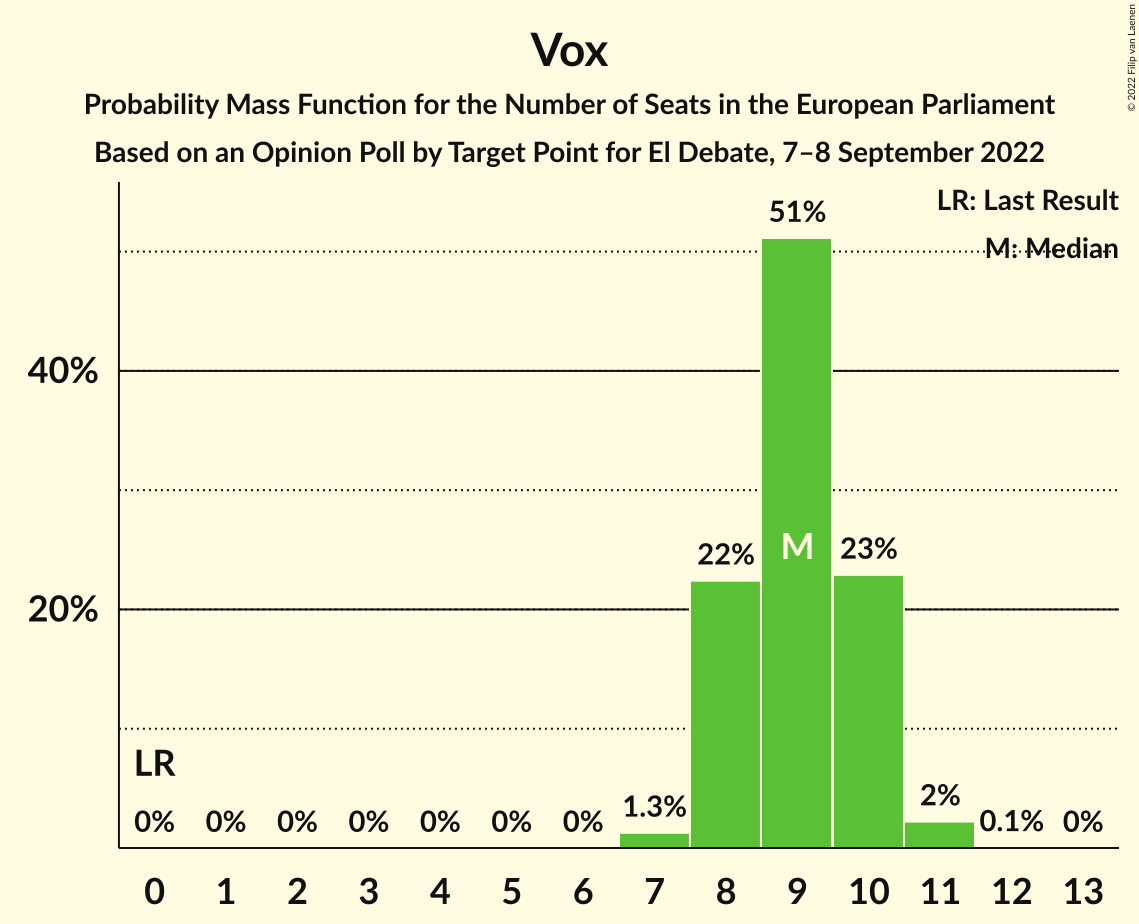 Vox
Probability Mass Function for the Number of Seats in the European Parliament
Based on an Opinion Poll by Target Point for El Debate, 7–8 September 2022
© 2022 Filip van Laenen
LR: Last Result
M: Median
51%
40%
M
22%
23%
20%
LR
0% 0% 0% 0% 0% 0% 0% 1.3% 2% 0.1% 0%
0 1 2 3 4 5 6 7 8 9 10 11 12 13